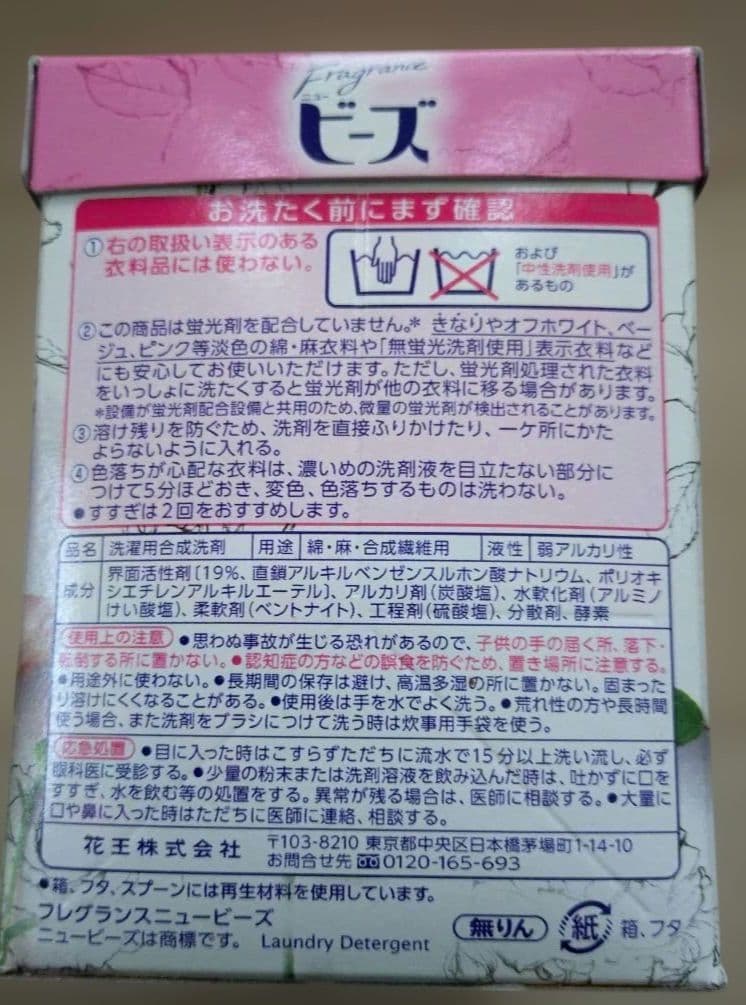 Fragrance
ニュー
ビーズ
お洗たく前にまず確認
①右の取扱い表示のある
衣料品には使わない。
および
「中性洗剤使用」が
あるもの
②この商品は蛍光剤を配合していません。* きなりやオフホワイト、ベー
ジュ、ピンク等淡色の綿・麻衣料や「無蛍光洗剤使用」表示衣料など
にも安心してお使いいただけます。ただし、蛍光剤処理された衣料
をいっしょに洗たくすると蛍光剤が他の衣料に移る場合があります。
*設備が蛍光剤配合設備と共用のため、微量の蛍光剤が検出されることがあります。
③溶け残りを防ぐため、洗剤を直接ふりかけたり、一ケ所にかた
よらないように入れる。
④色落ちが心配な衣料は、濃いめの洗剤液を目立たない部分に
つけて5分ほどおき、変色、色落ちするものは洗わない。
●すすぎは2回をおすすめします。
品名 洗濯用合成洗剤 用途 綿・麻・合成繊維用 液性 弱アルカリ性
成分 界面活性剤〔19%、直鎖アルキルベンゼンスルホン酸ナトリウム、ポリオキ
シエチレンアルキルエーテル〕、アルカリ剤(炭酸塩)、水軟化剤(アルミノ
けい酸塩)、柔軟剤(ベントナイト)、工程剤(硫酸塩)、分散剤、酵素
使用上の注意 ●思わぬ事故が生じる恐れがあるので、子供の手の届く所、落下・
転倒する所に置かない。●認知症の方などの誤食を防ぐため、置き場所に注意する。
●用途外に使わない。●長期間の保存は避け、高温多湿の所に置かない。固まった
り溶けにくくなることがある。●使用後は手を水でよく洗う。●荒れ性の方や長時間
使う場合、また洗剤をブラシにつけて洗う時は炊事用手袋を使う。
応急処置 ●目に入った時はこすらずただちに流水で15分以上洗い流し、必ず
眼科医に受診する。●少量の粉末または洗剤溶液を飲み込んだ時は、吐かずに口を
すすぎ、水を飲む等の処置をする。異常が残る場合は、医師に相談する。●大量に
口や鼻に入った時はただちに医師に連絡、相談する。
花王株式会社 〒103-8210 東京都中央区日本橋茅場町1-14-10
お問合せ先 0120-165-693
●箱、フタ、スプーンには再生材料を使用しています。
フレグランスニュービーズ
ニュービーズは商標です。 Laundry Detergent
無りん 紙 箱、フタ